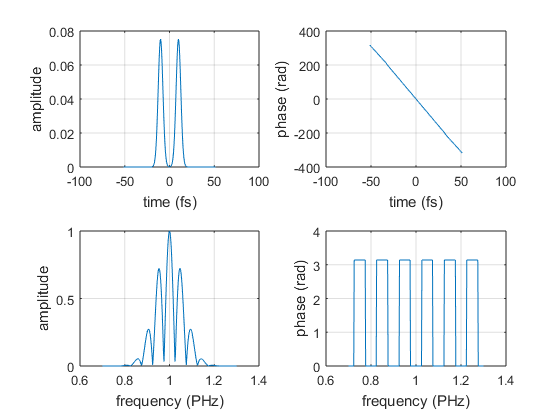 0.08
0.06
0.04
0.02
0
amplitude
-100 -50 0 50 100
time (fs)
400
200
0
-200
-400
phase (rad)
-100 -50 0 50 100
time (fs)
1
0.5
0
amplitude
0.6 0.8 1 1.2 1.4
frequency (PHz)
4
3
2
1
0
phase (rad)
0.6 0.8 1 1.2 1.4
frequency (PHz)